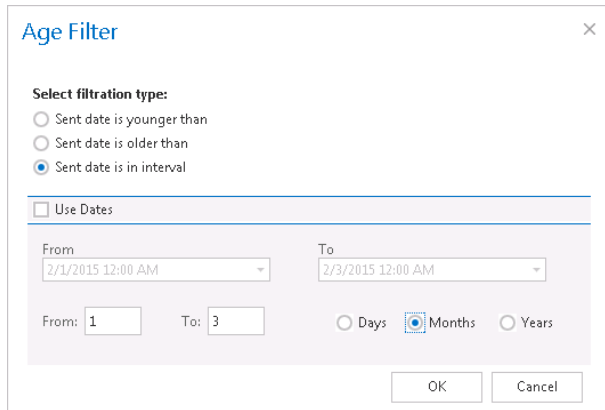 Age Filter
Select filtration type:
Sent date is younger than
Sent date is older than
Sent date is in interval
Use Dates
From To
2/1/2015 12:00 AM 2/3/2015 12:00 AM
From: 1 To: 3 Days Months Years
OK Cancel